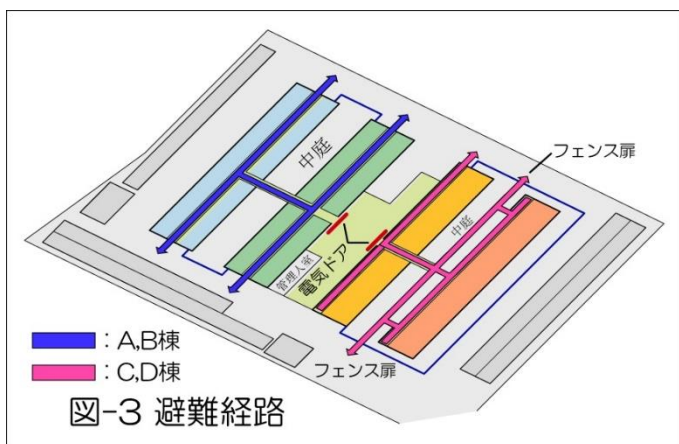 フェンス扉
中庭
中庭
電気ドア
管理人室
：A,B棟
：C,D棟
フェンス扉
図-3 避難経路